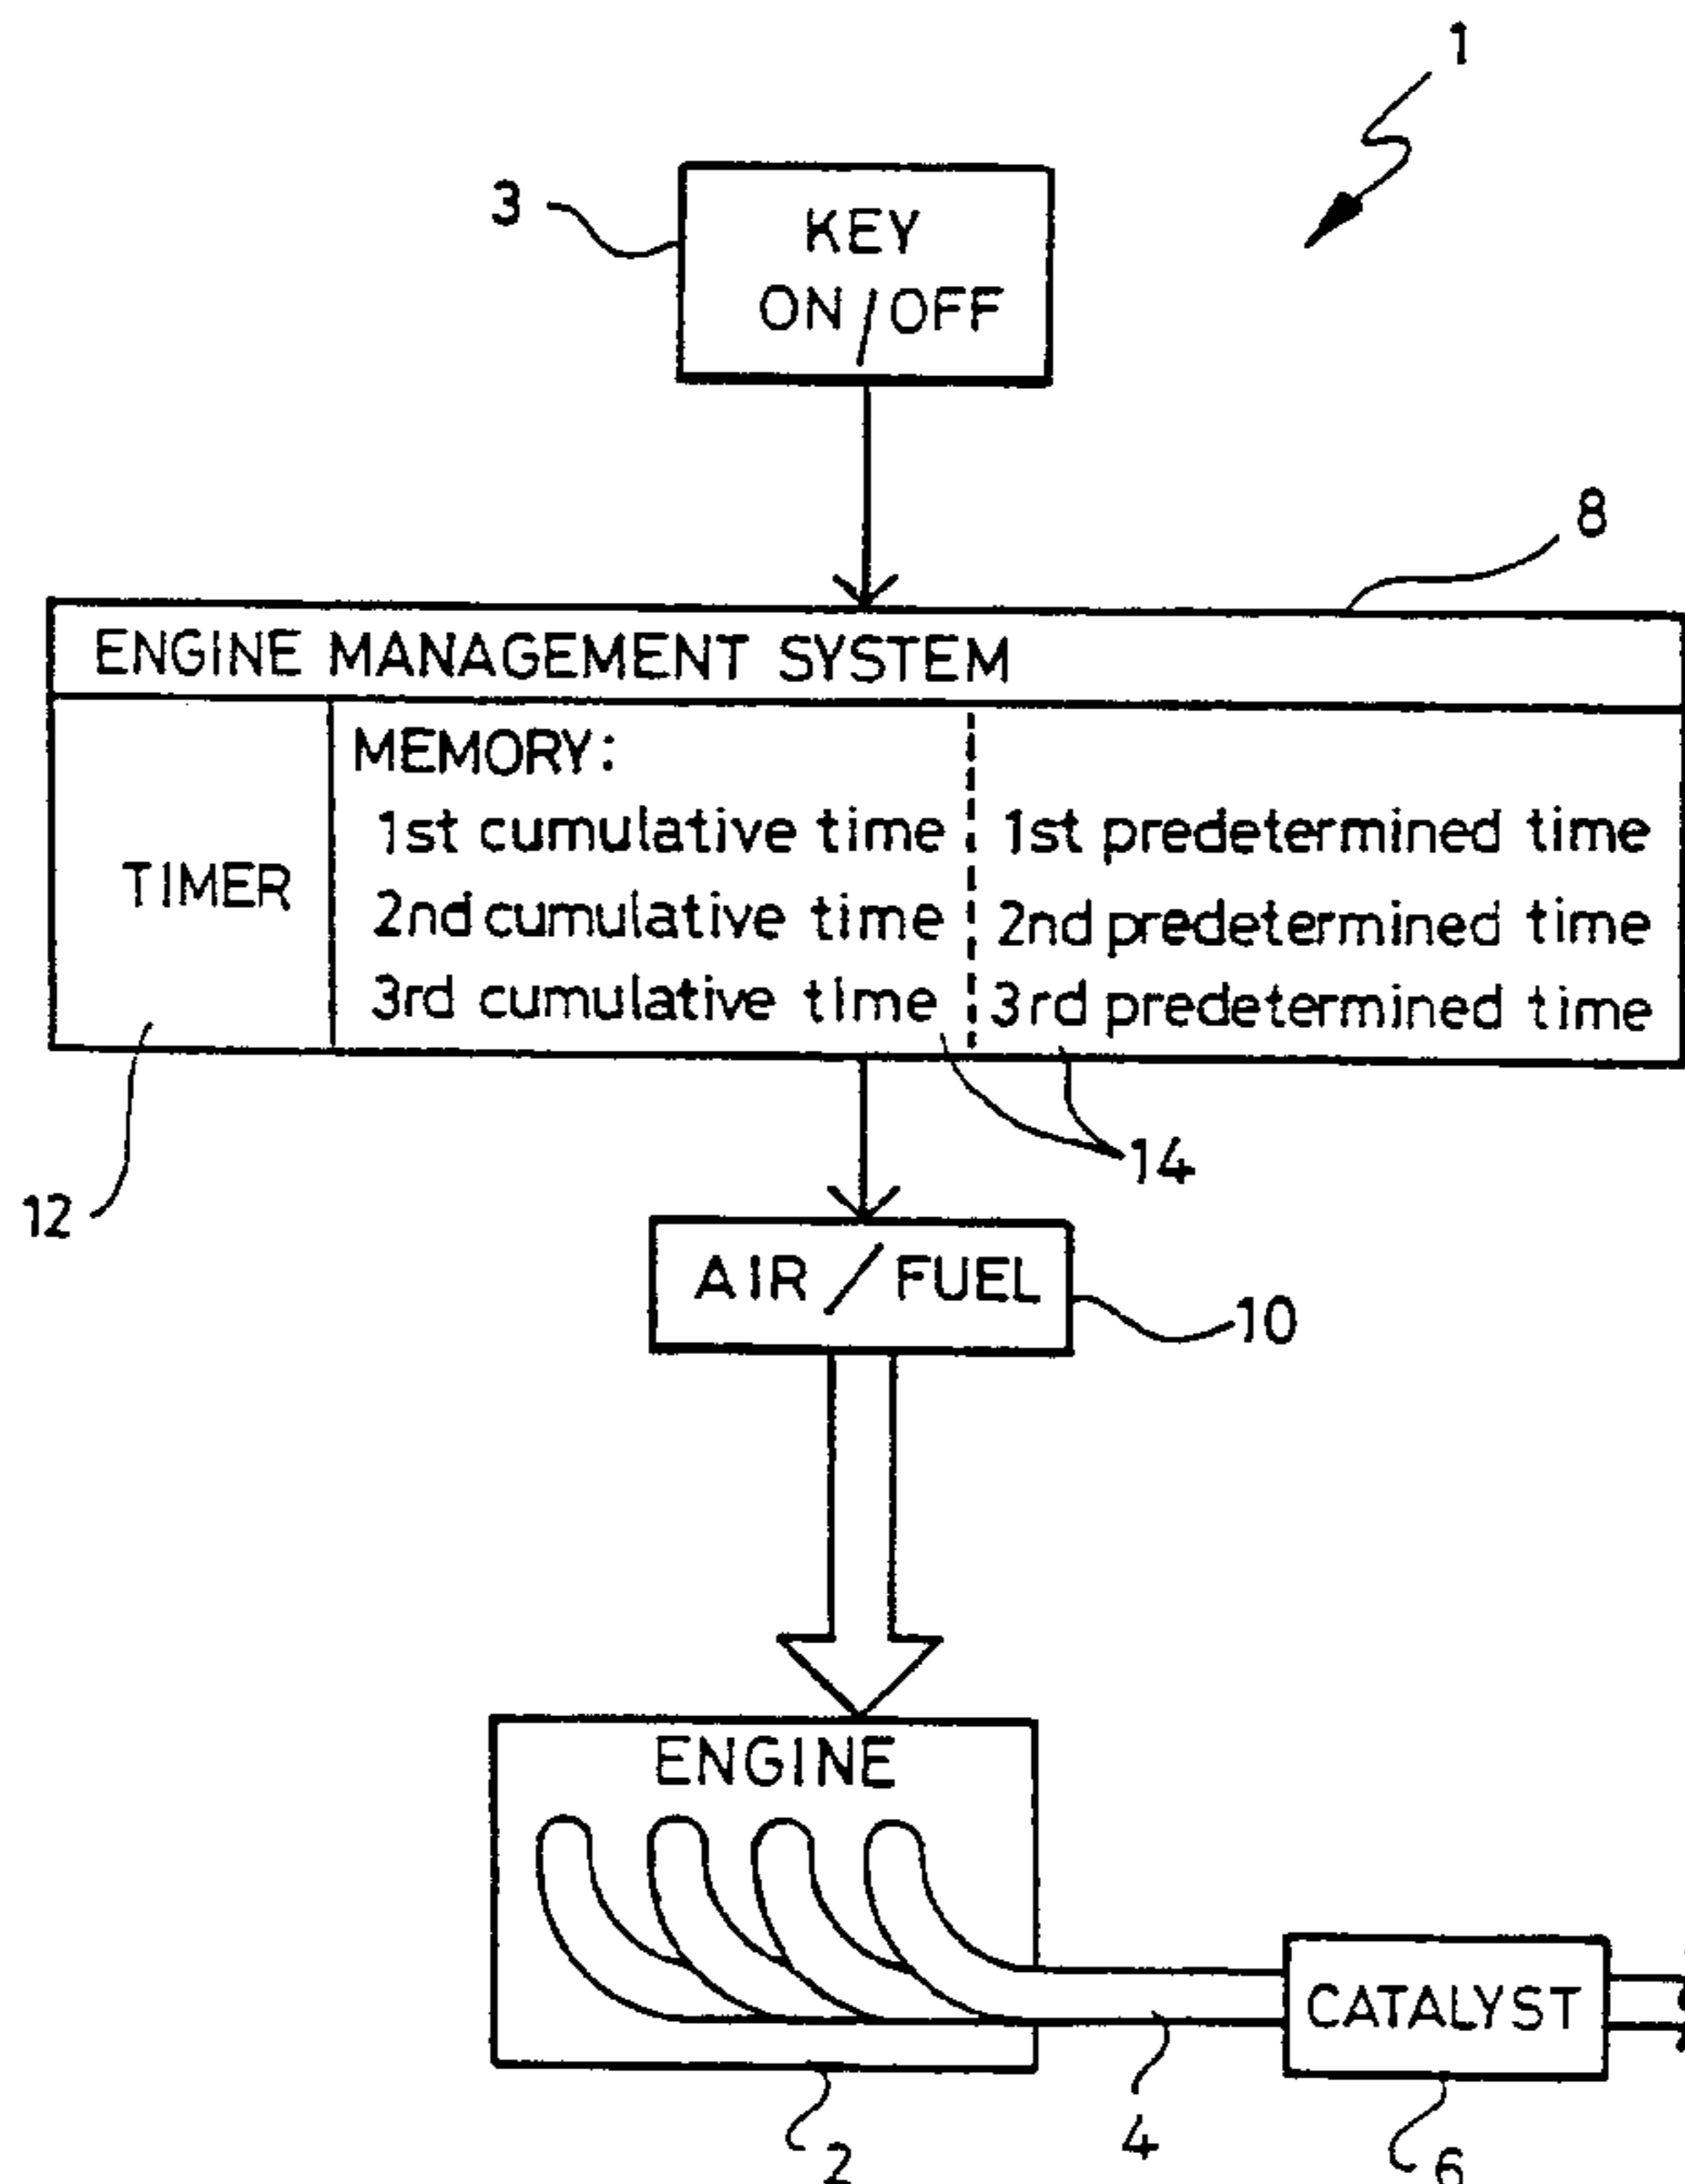 1
3
KEY
ON/OFF
8
ENGINE MANAGEMENT SYSTEM
MEMORY:
TIMER
1st cumulative time
1st predetermined time
2nd cumulative time
2nd predetermined time
3rd cumulative time
3rd predetermined time
12
14
AIR/FUEL
10
ENGINE
CATALYST
2
4
6